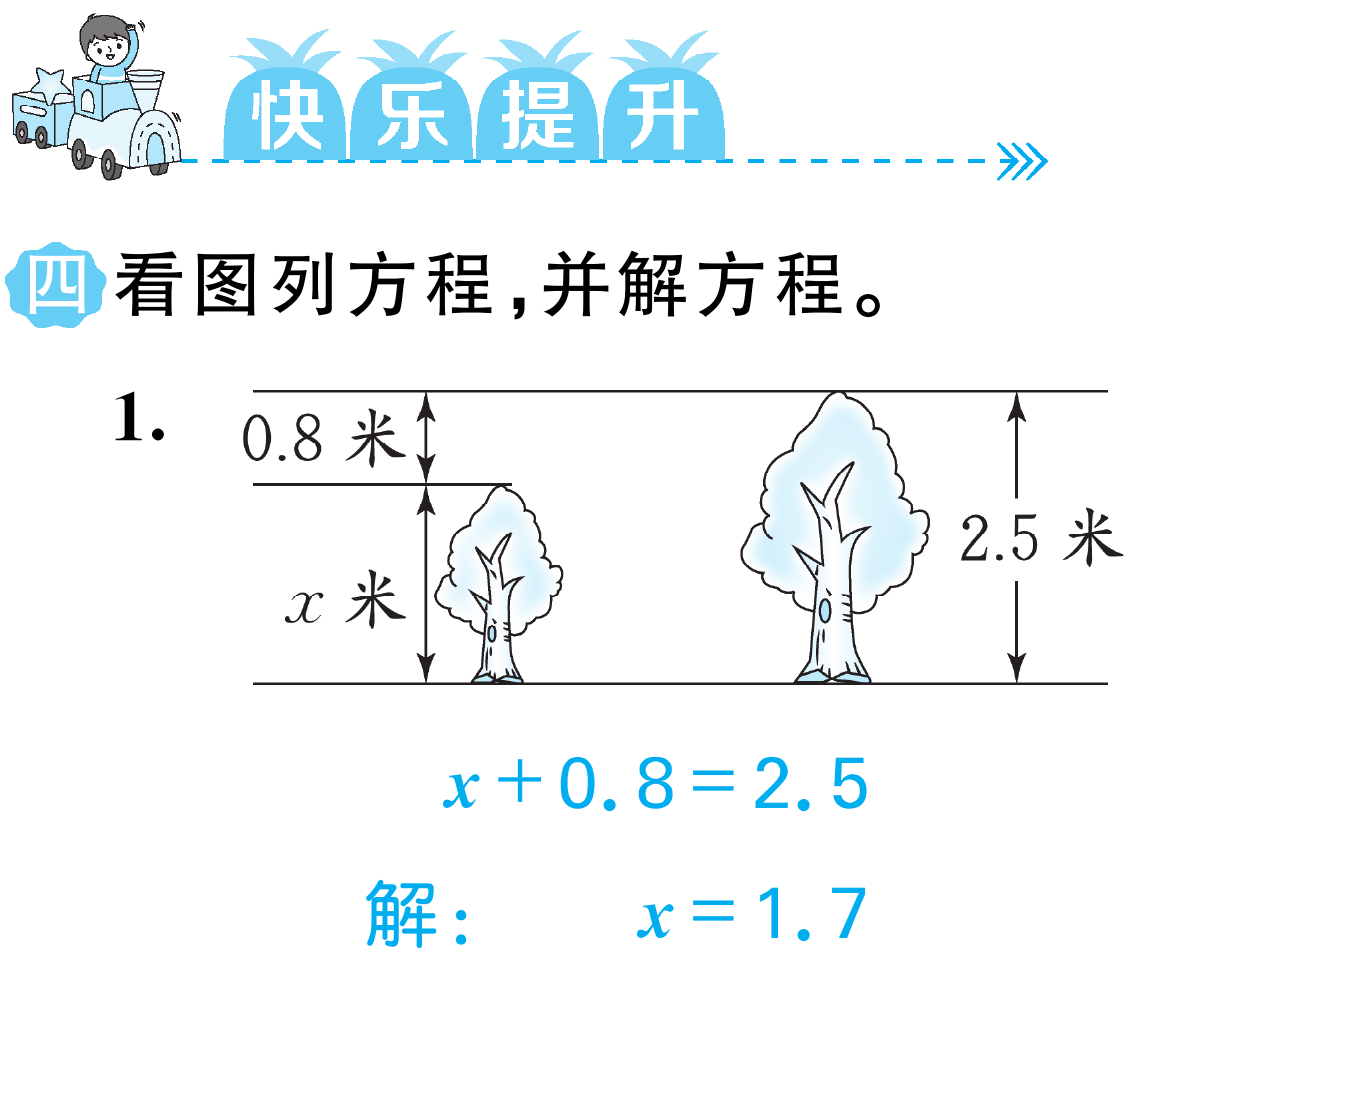 快乐提升
四 看图列方程,并解方程。
1.
0.8 米
x 米
2.5 米
x+0.8=2.5
解: x=1.7